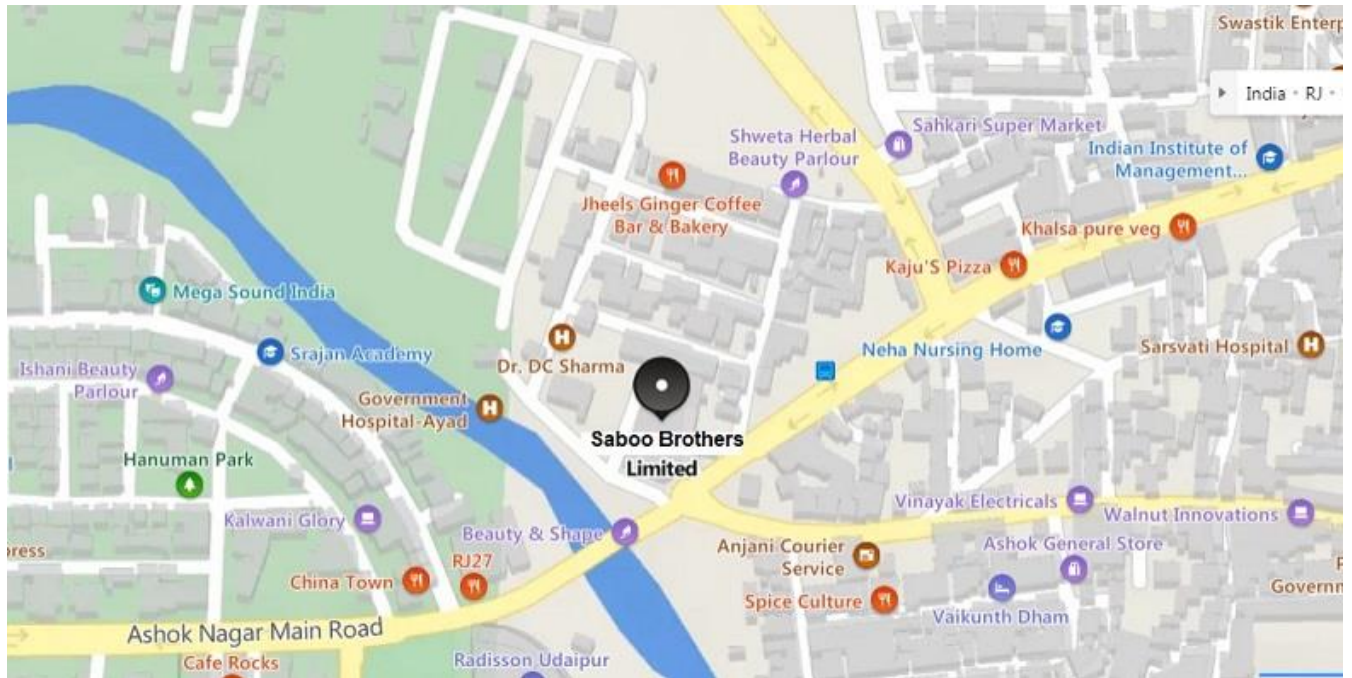 Swastik Enterp
India • RJ •
Sahkari Super Market
Shweta Herbal
Beauty Parlour
Indian Institute of
Management...
Jheels Ginger Coffee
Bar & Bakery
Khalsa pure veg
Kaju'S Pizza
Mega Sound India
Neha Nursing Home
Sarsvati Hospital
Srajan Academy
Dr. DC Sharma
Ishani Beauty
Parlour
Government
Hospital-Ayad
Saboo Brothers
Limited
Hanuman Park
Vinayak Electricals
Walnut Innovations
Kalwani Glory
Beauty & Shape
Anjani Courier
Service
Ashok General Store
press
RJ27
China Town
Governm
Spice Culture
Vaikunth Dham
Ashok Nagar Main Road
Cafe Rocks
Radisson Udaipur